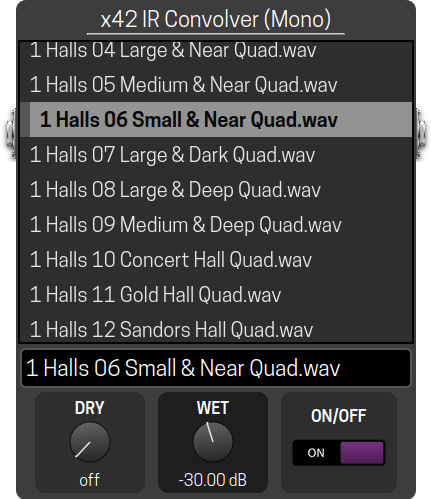 x42 IR Convolver (Mono)
1 Halls 04 Large & Near Quad.wav
1 Halls 05 Medium & Near Quad.wav
1 Halls 06 Small & Near Quad.wav
1 Halls 07 Large & Dark Quad.wav
1 Halls 08 Large & Deep Quad.wav
1 Halls 09 Medium & Deep Quad.wav
1 Halls 10 Concert Hall Quad.wav
1 Halls 11 Gold Hall Quad.wav
1 Halls 12 Sandors Hall Quad.wav
1 Halls 06 Small & Near Quad.wav
DRY WET ON/OFF
ON
off -30.00 dB